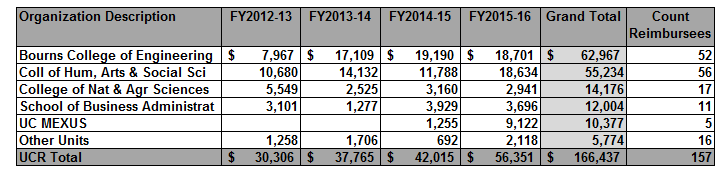 Organization Description FY2012-13 FY2013-14 FY2014-15 FY2015-16 Grand Total Count Reimbursees
Bourns College of Engineering $ 7,967 $ 17,109 $ 19,190 $ 18,701 $ 62,967 52
Coll of Hum, Arts & Social Sci 10,680 14,132 11,788 18,634 55,234 56
College of Nat & Agr Sciences 5,549 2,525 3,160 2,941 14,176 17
School of Business Administrat 3,101 1,277 3,929 3,696 12,004 11
UC MEXUS 1,255 9,122 10,377 5
Other Units 1,258 1,706 692 2,118 5,774 16
UCR Total $ 30,306 $ 37,765 $ 42,015 $ 56,351 $ 166,437 157